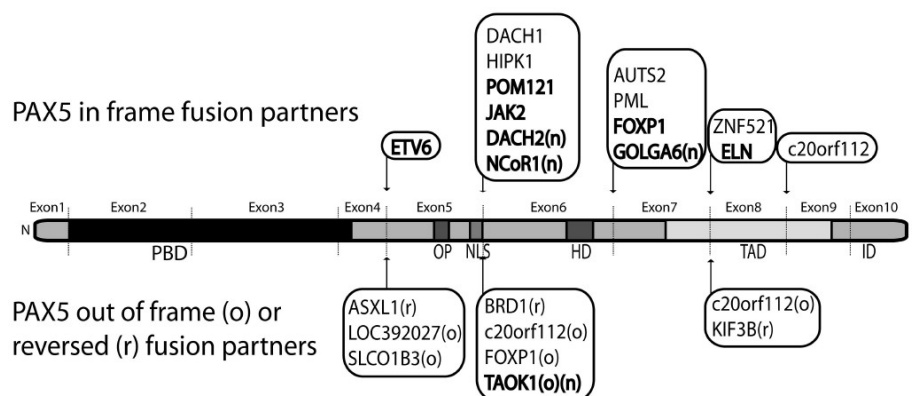 DACH1
HIPK1
POM121
JAK2
DACH2(n)
NCoR1(n)
AUTS2
PML
FOXP1
GOLGA6(n)
ZNF521
ELN
c20orf112
PAX5 in frame fusion partners
ETV6
Exon1 Exon2 Exon3 Exon4 Exon5 Exon6 Exon7 Exon8 Exon9 Exon10
N
PBD OP NLS HD TAD ID
PAX5 out of frame (o) or
reversed (r) fusion partners
ASXL1(r)
LOC392027(o)
SLCO1B3(o)
BRD1(r)
c20orf112(o)
FOXP1(o)
TAOK1(o)(n)
c20orf112(o)
KIF3B(r)